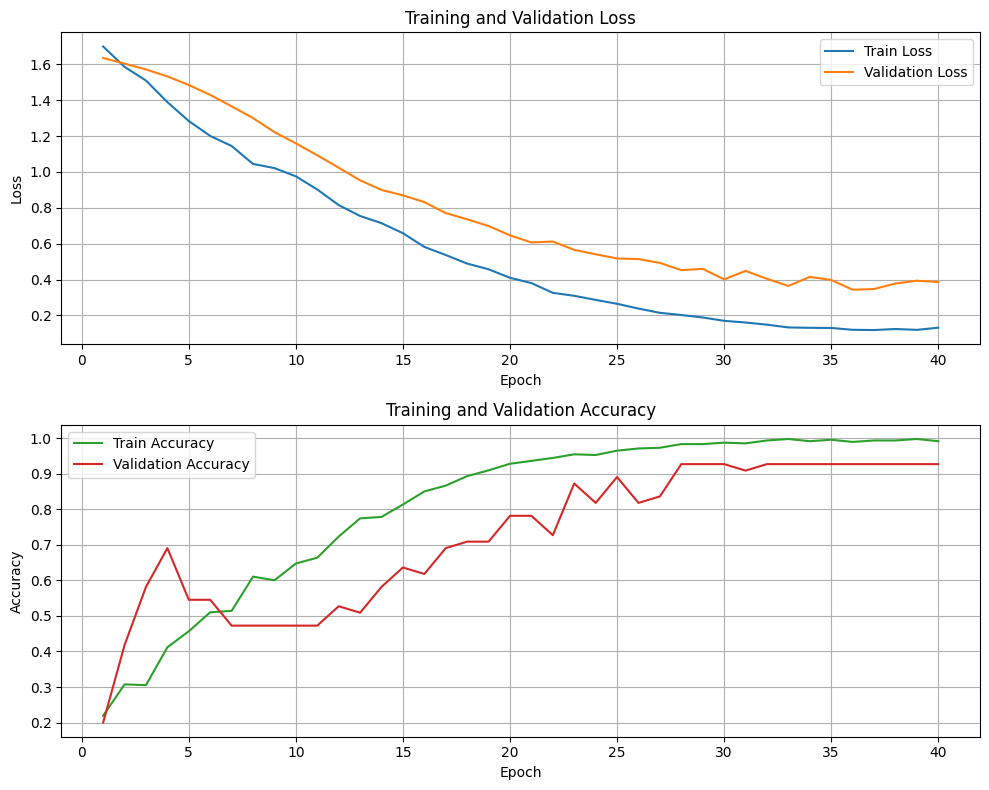 Training and Validation Loss
Train Loss
Validation Loss
1.6
1.4
1.2
1.0
0.8
0.6
0.4
0.2
Loss
0 5 10 15 20 25 30 35 40
Epoch
Training and Validation Accuracy
Train Accuracy
Validation Accuracy
1.0
0.9
0.8
0.7
0.6
0.5
0.4
0.3
0.2
Accuracy
0 5 10 15 20 25 30 35 40
Epoch